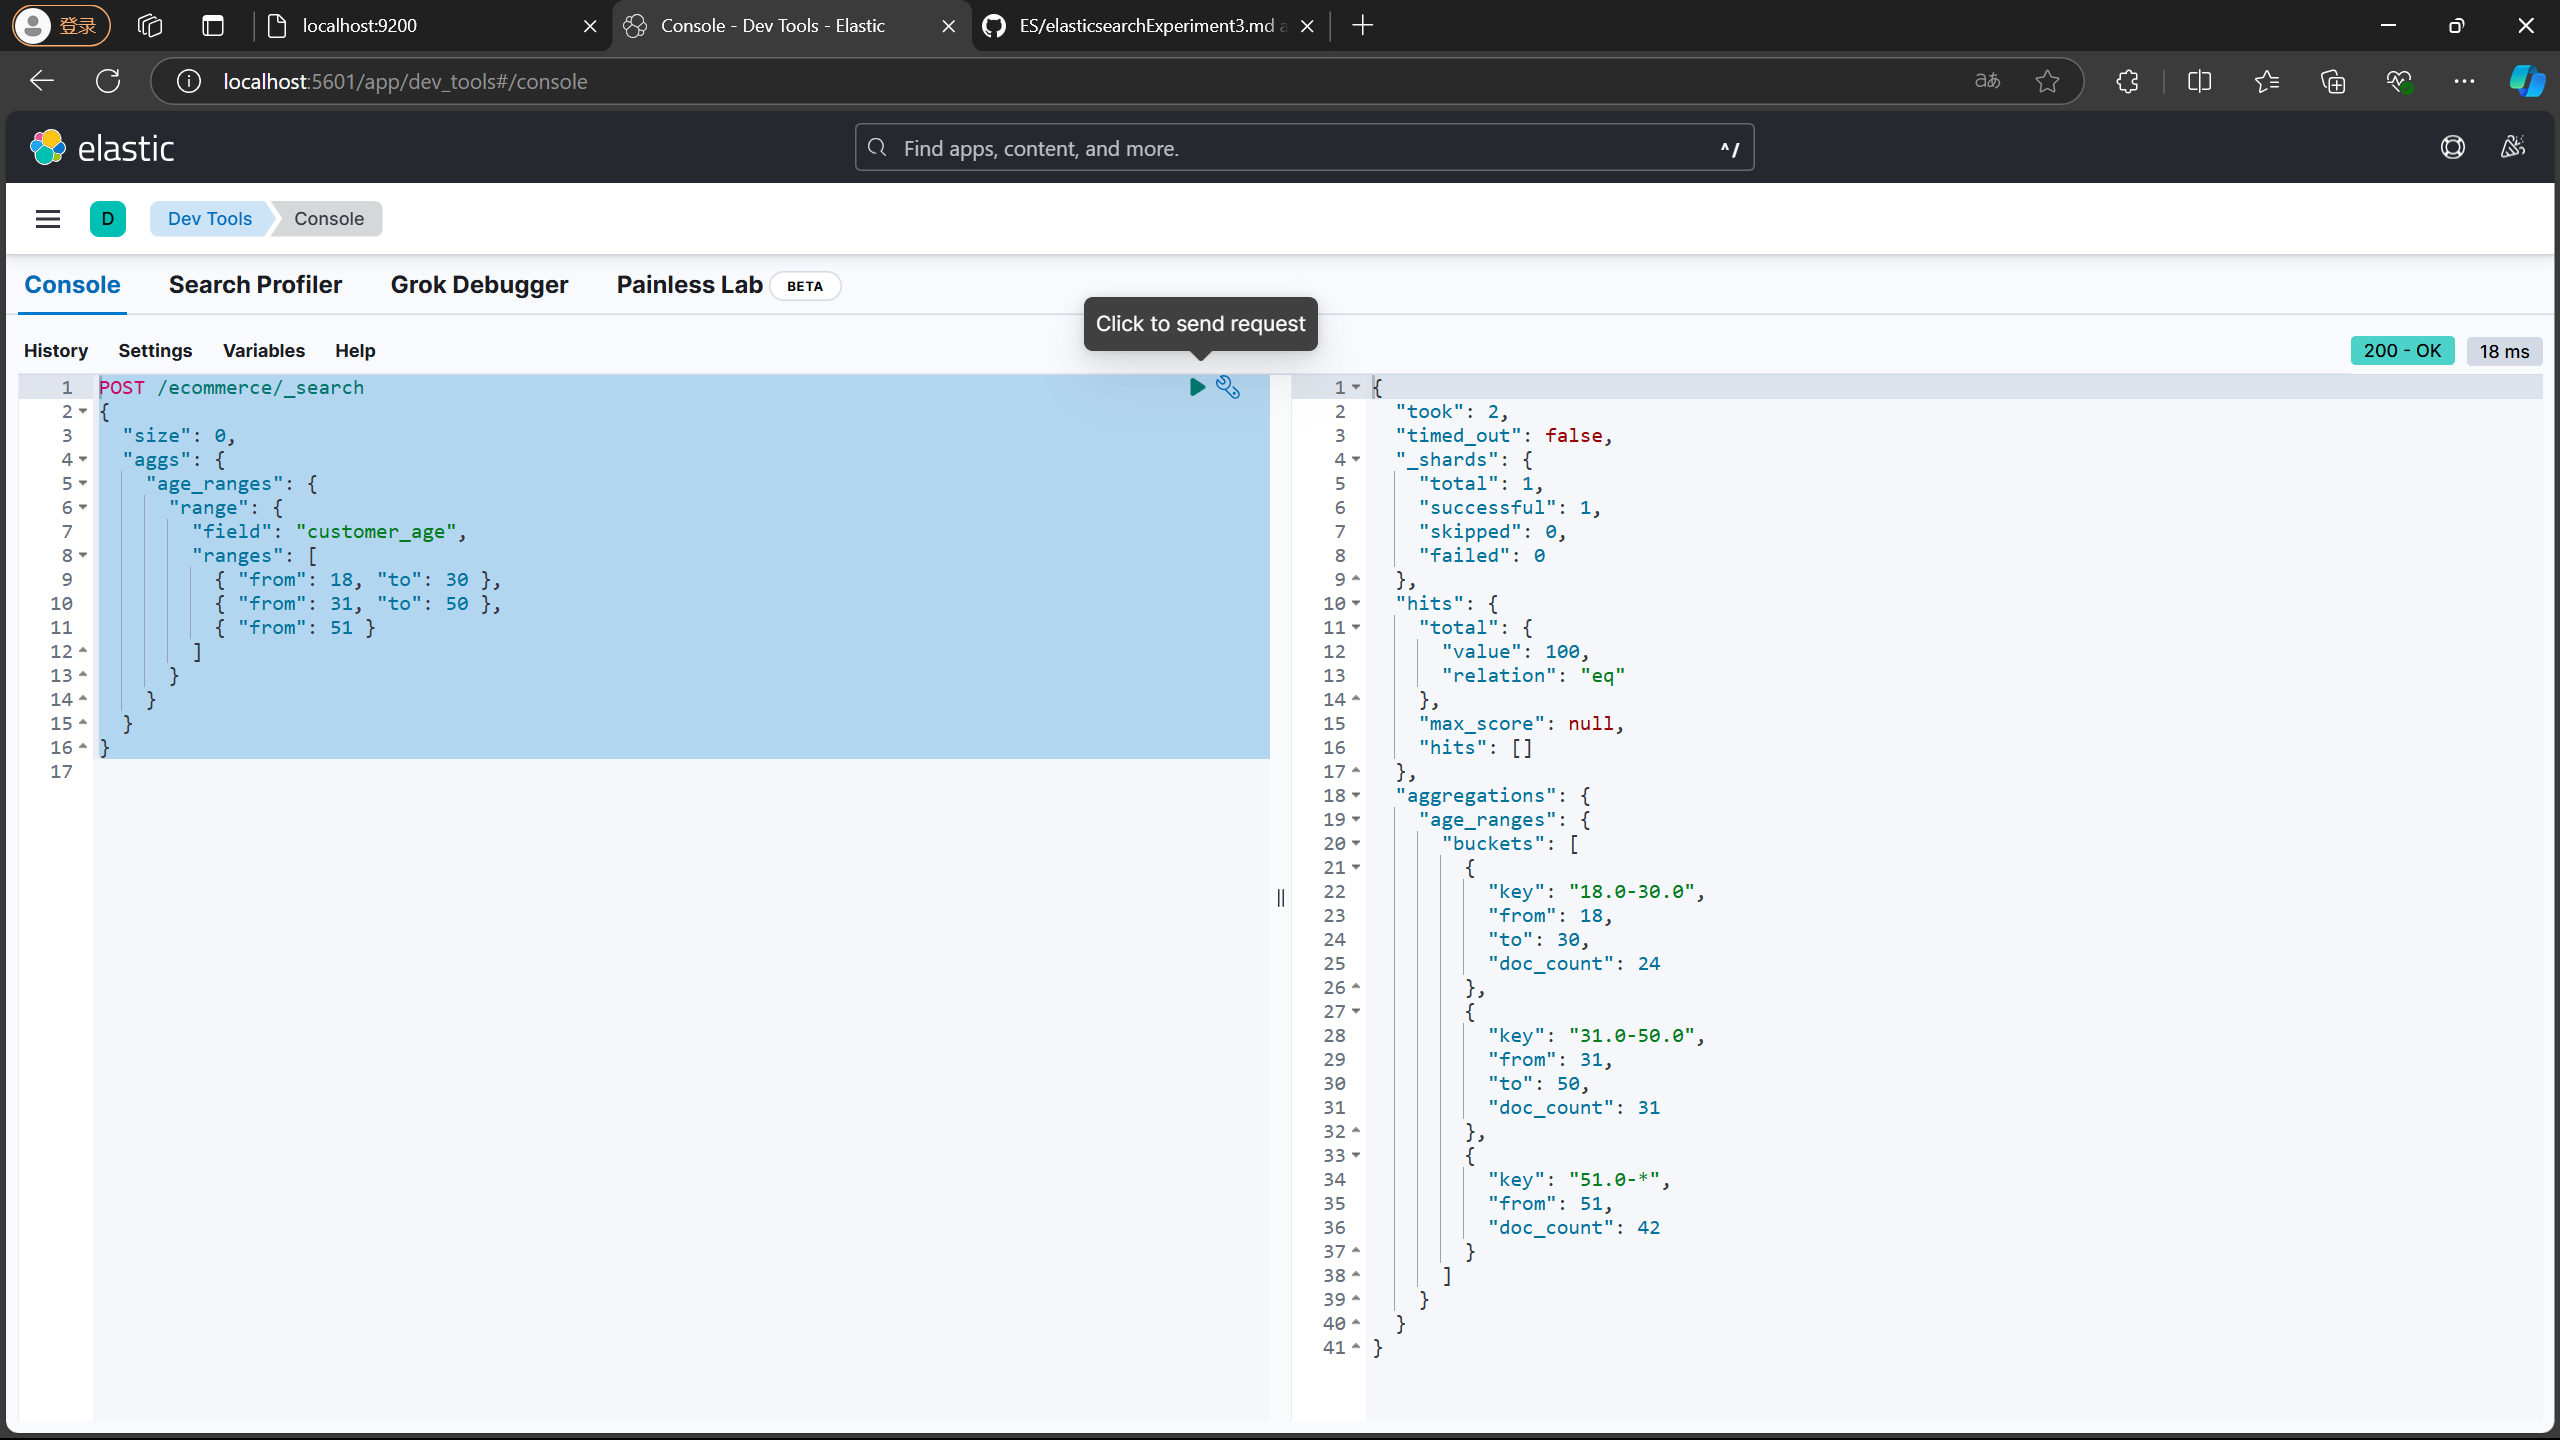 登录
localhost:9200
Console - Dev Tools - Elastic
ES/elasticsearchExperiment3.md
localhost:5601/app/dev_tools#/console
aあ
elastic
Find apps, content, and more.
^/
D
Dev Tools
Console
Console
Search Profiler
Grok Debugger
Painless Lab
BETA
Click to send request
History
Settings
Variables
Help
200 - OK
18 ms
1 POST /ecommerce/_search
2 {
3 "size": 0,
4 "aggs": {
5 "age_ranges": {
6 "range": {
7 "field": "customer_age",
8 "ranges": [
9 { "from": 18, "to": 30 },
10 { "from": 31, "to": 50 },
11 { "from": 51 }
12 ]
13 }
14 }
15 }
16 }
17
1 {
2 "took": 2,
3 "timed_out": false,
4 "_shards": {
5 "total": 1,
6 "successful": 1,
7 "skipped": 0,
8 "failed": 0
9 },
10 "hits": {
11 "total": {
12 "value": 100,
13 "relation": "eq"
14 },
15 "max_score": null,
16 "hits": []
17 },
18 "aggregations": {
19 "age_ranges": {
20 "buckets": [
21 {
22 "key": "18.0-30.0",
23 "from": 18,
24 "to": 30,
25 "doc_count": 24
26 },
27 {
28 "key": "31.0-50.0",
29 "from": 31,
30 "to": 50,
31 "doc_count": 31
32 },
33 {
34 "key": "51.0-*",
35 "from": 51,
36 "doc_count": 42
37 }
38 ]
39 }
40 }
41 }